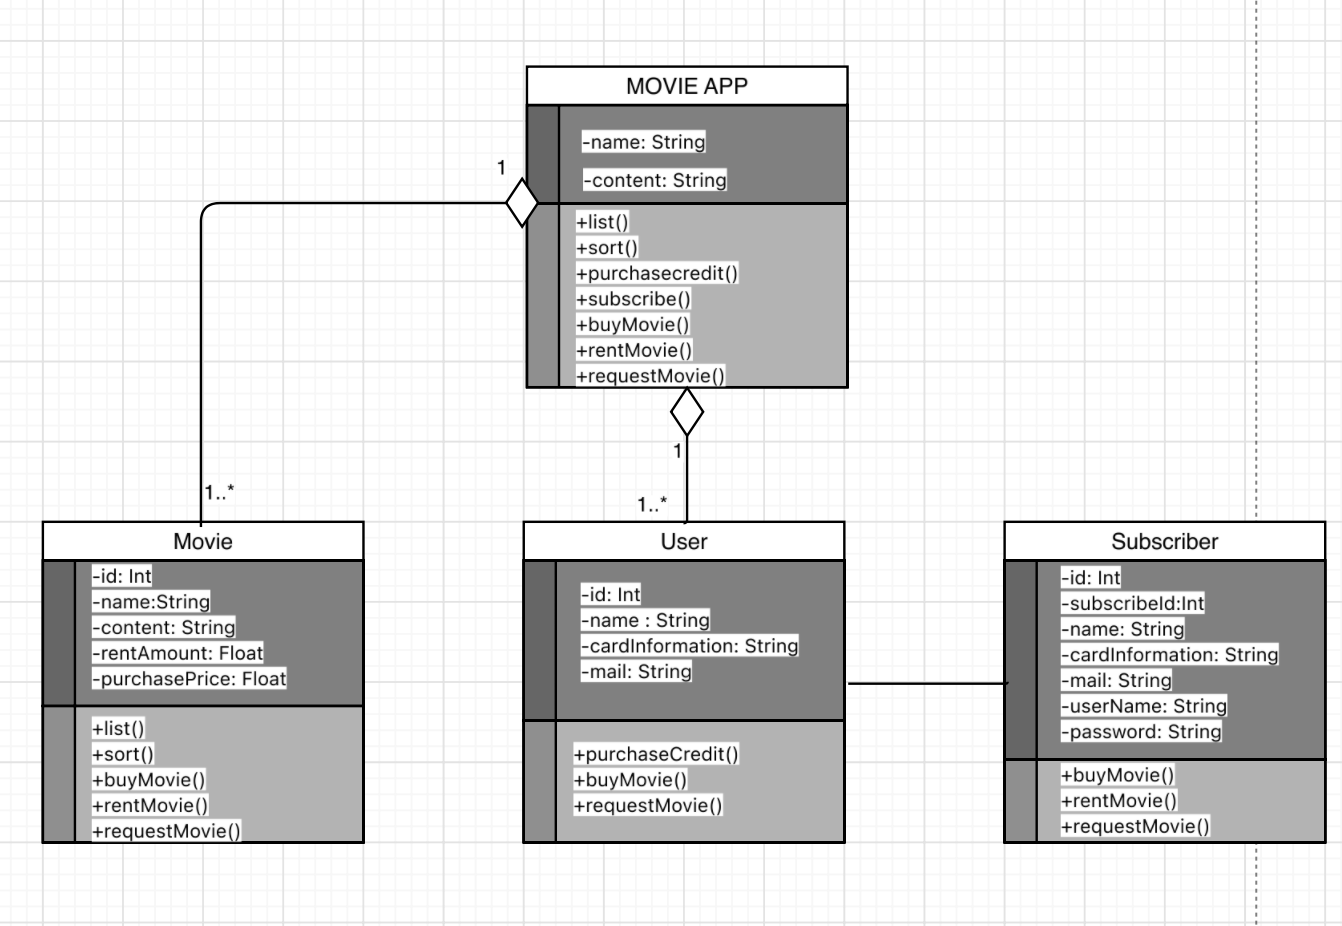 MOVIE APP
-name: String
-content: String
1
+list()
+sort()
+purchasecredit()
+subscribe()
+buyMovie()
+rentMovie()
+requestMovie()
1
1..*
1..*
Movie
-id: Int
-name:String
-content: String
-rentAmount: Float
-purchasePrice: Float
+list()
+sort()
+buyMovie()
+rentMovie()
+requestMovie()
User
-id: Int
-name : String
-cardInformation: String
-mail: String
+purchaseCredit()
+buyMovie()
+requestMovie()
Subscriber
-id: Int
-subscribeId:Int
-name: String
-cardInformation: String
-mail: String
-userName: String
-password: String
+buyMovie()
+rentMovie()
+requestMovie()